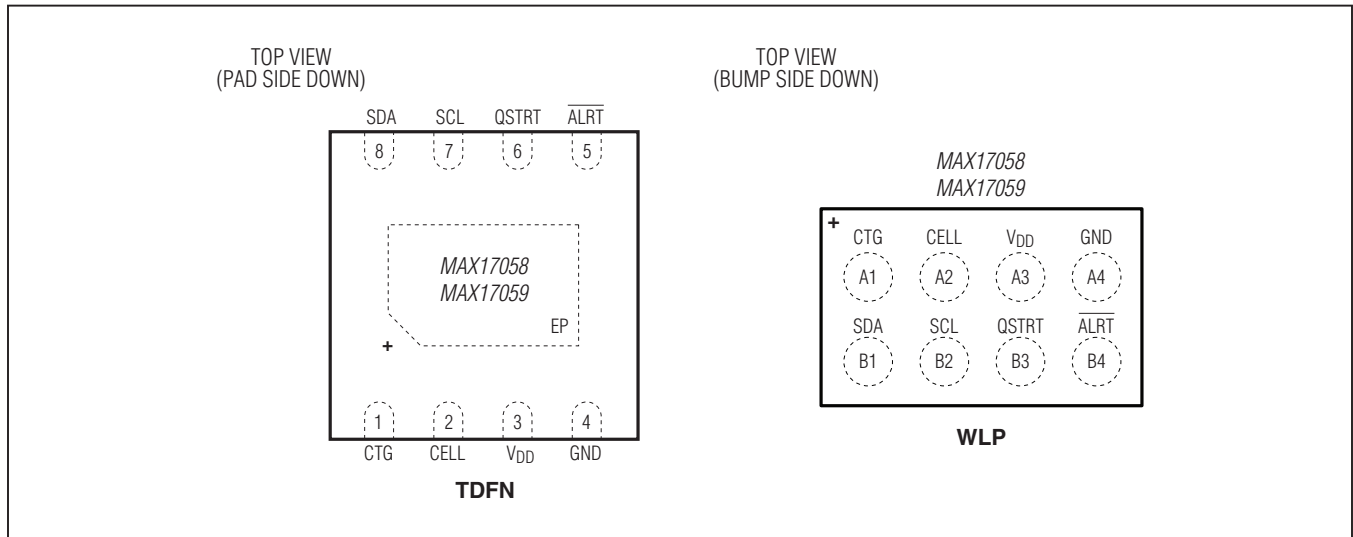 TOP VIEW
(PAD SIDE DOWN)
SDA SCL QSTRT ALRT
8 7 6 5
MAX17058
MAX17059
EP
+
1 2 3 4
CTG CELL VDD GND
TDFN
TOP VIEW
(BUMP SIDE DOWN)
MAX17058
MAX17059
+
CTG CELL VDD GND
A1 A2 A3 A4
SDA SCL QSTRT ALRT
B1 B2 B3 B4
WLP